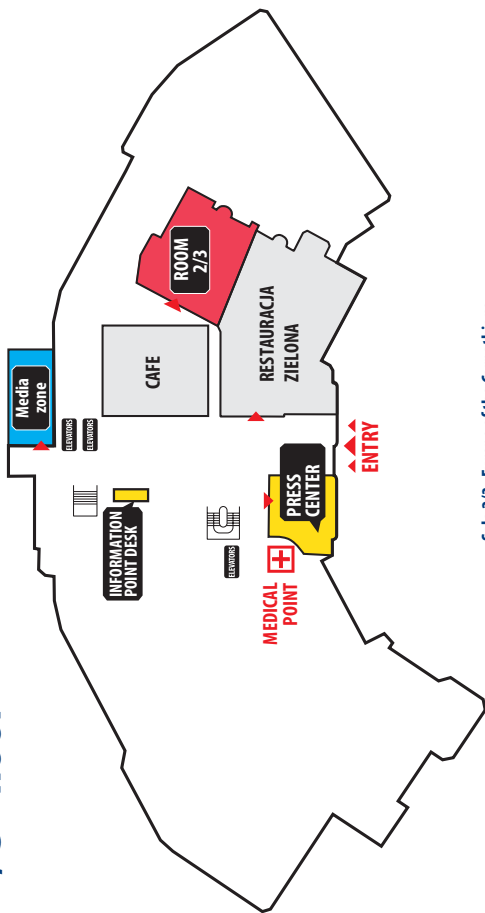 Media
zone
ELEVATORS
ELEVATORS
INFORMATION
POINT DESK
CAFE
ROOM
2/3
RESTAURACJA
ZIELONA
ELEVATORS
MEDICAL
POINT
PRESS
CENTER
ENTRY